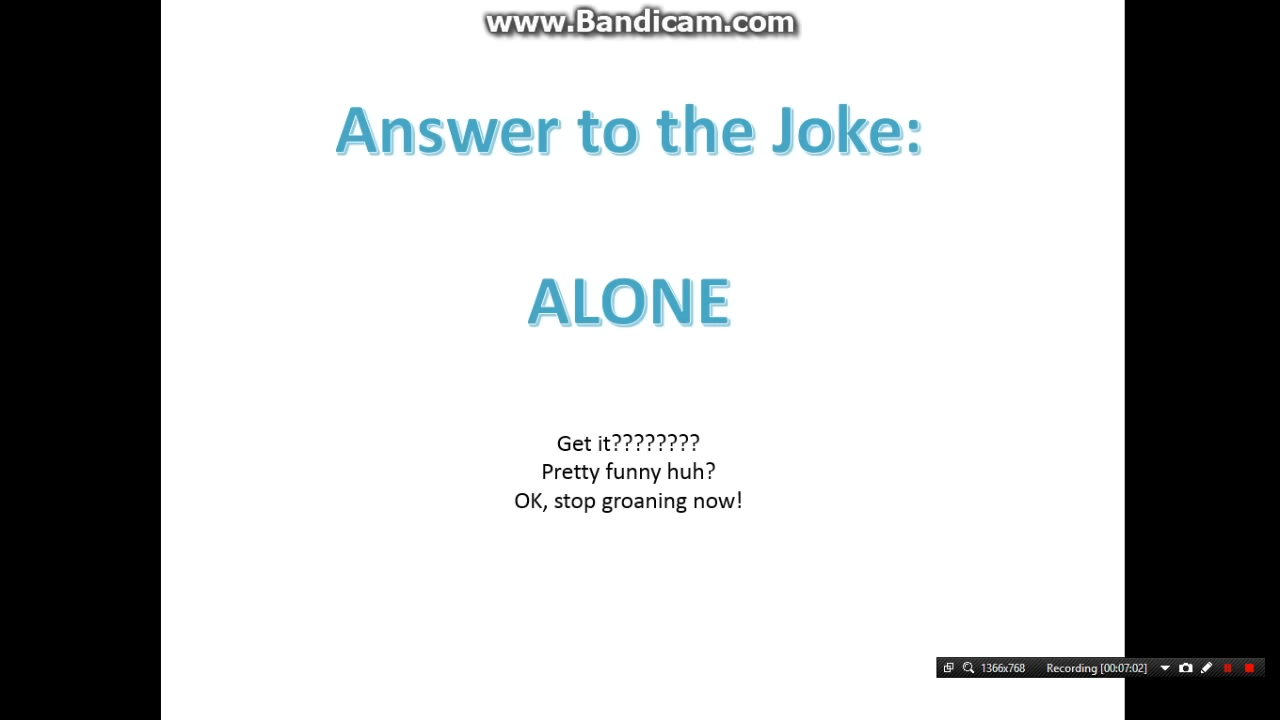 www.Bandicam.com
Answer to the Joke:
ALONE
Get it????????
Pretty funny huh?
OK, stop groaning now!
1366x768 Recording [00:07:02]